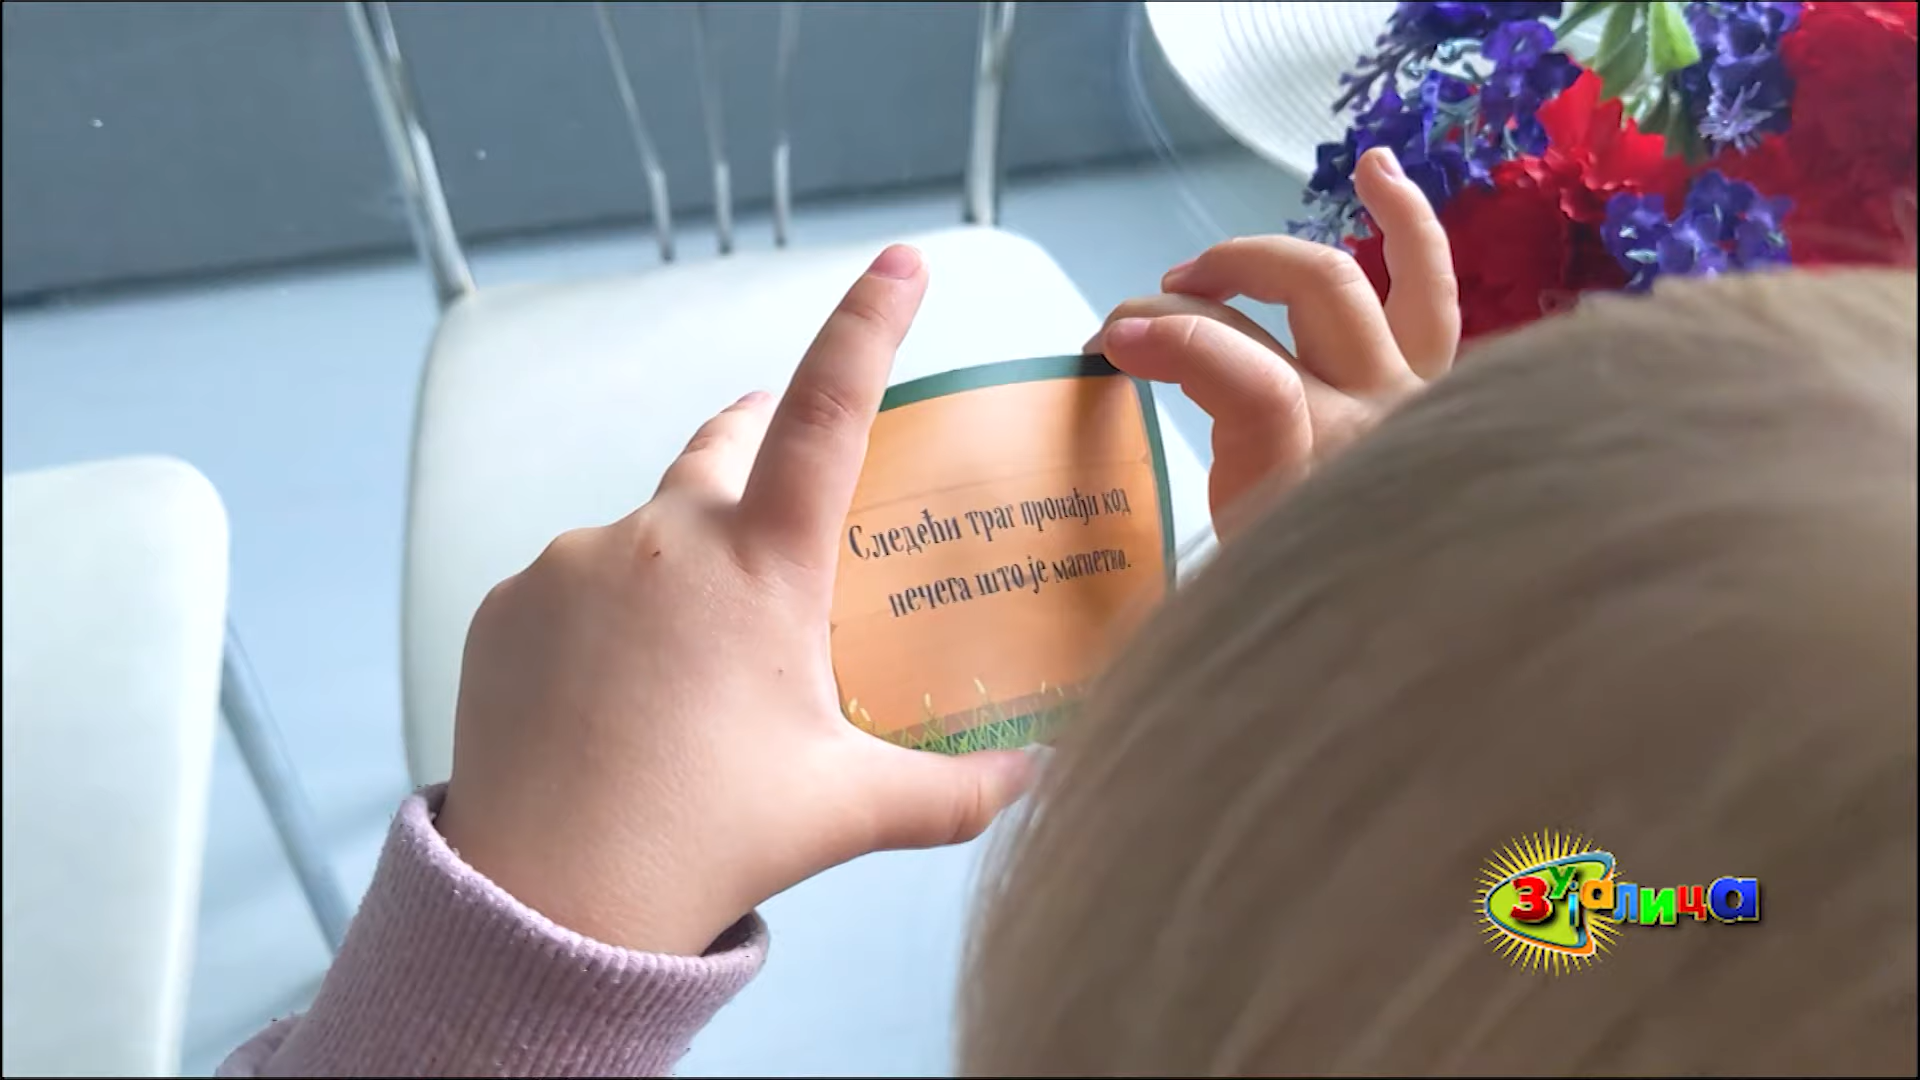 Следећи траг пронађи код
нечега што је магнетно.
Зујалица